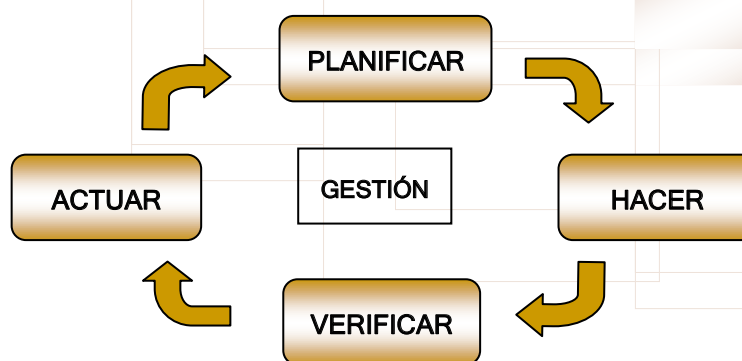 PLANIFICAR
ACTUAR
GESTIÓN
HACER
VERIFICAR